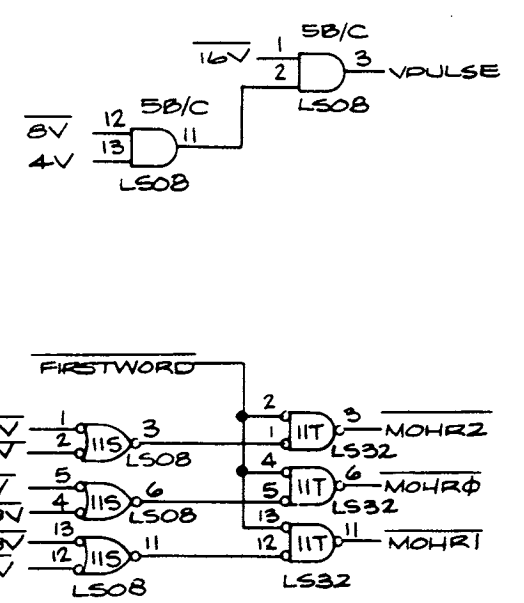 5B/C
16V 1
2
3 VPULSE
LS08
5B/C
8V 12
4V 13
11
LS08
FIRSTWORD
1
2
11S
3
LS08
2
1
11T
3
MOHR2
LS32
5
4
11S
6
LS08
4
5
11T
6
MOHRØ
LS32
13
12
11S
11
LS08
13
12
11T
11
MOHR1
LS32